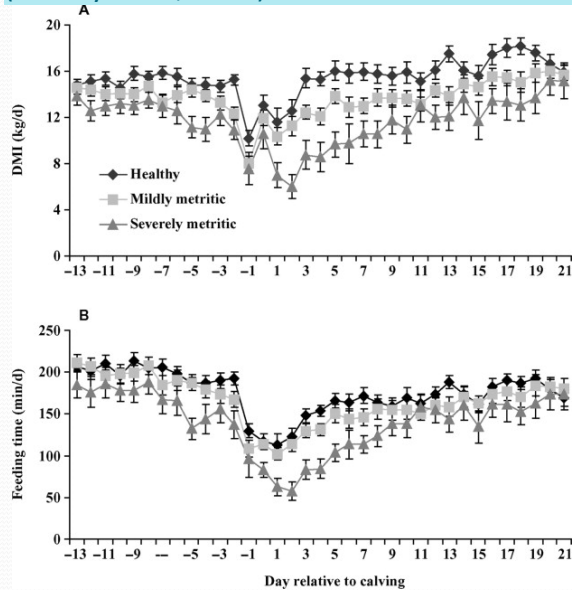 A
20
16
12
8
4
0
DMI (kg/d)
Healthy
Mildly metritic
Severely metritic
–13 –11 –9 –7 –5 –3 –1 1 3 5 7 9 11 13 15 17 19 21
B
250
200
150
100
50
0
Feeding time (min/d)
–13 –11 –9 –– –5 –3 –1 1 3 5 7 9 11 13 15 17 19 21
Day relative to calving